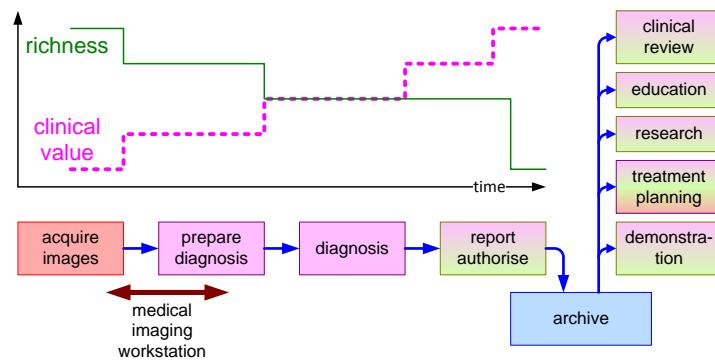 richness
clinical
value
time
clinical
review
education
research
treatment
planning
demonstra-
tion
acquire
images
prepare
diagnosis
diagnosis
report
authorise
archive
medical
imaging
workstation